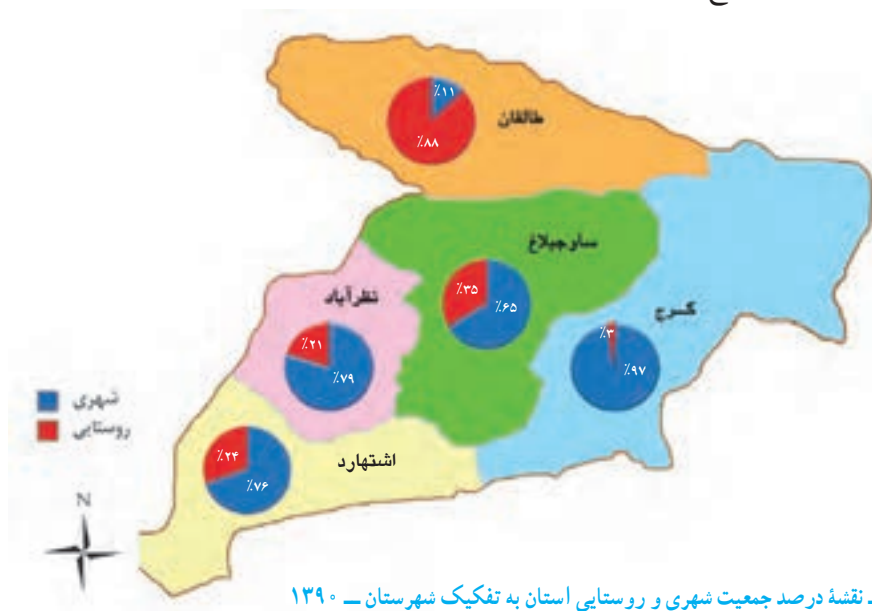 طالقان
٪۱۱
٪۸۸
ساوجبلاغ
٪۳۵
٪۶۵
نظرآباد
٪۲۱
٪۷۹
کرج
٪۳
٪۹۷
اشتهارد
٪۲۴
٪۷۶
شهری
روستایی
N
ـ نقشهٔ درصد جمعیت شهری و روستایی استان به تفکیک شهرستان ــ ۱۳۹۰